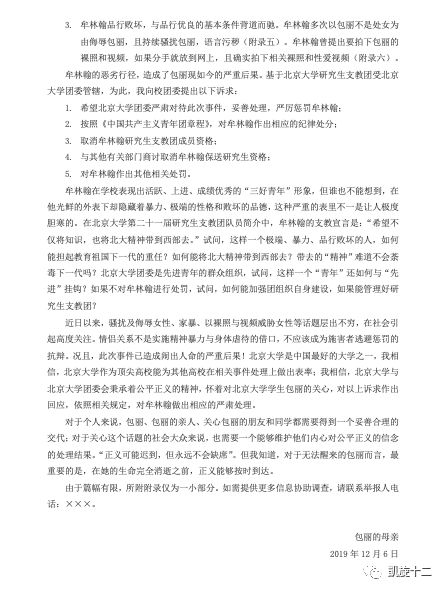 3. 牟林翰品行败坏，与品行优良的基本条件背道而驰。牟林翰多次以包丽不是处女为
由侮辱包丽，且持续骚扰包丽，语言污秽（附录五）。牟林翰曾提出要拍下包丽的
裸照和视频，如果分手就放到网上，且确实拍下相关裸照和性爱视频（附录六）。
牟林翰的恶劣行径，造成了包丽现如今的严重后果。基于北京大学研究生支教团受北京
大学团委管辖，为此，我向校团委提出以下诉求：
1. 希望北京大学团委严肃对待此次事件，妥善处理，严厉惩罚牟林翰；
2. 按照《中国共产主义青年团章程》，对牟林翰作出相应的纪律处分；
3. 取消牟林翰研究生支教团成员资格；
4. 与其他有关部门商讨取消牟林翰保送研究生资格；
5. 对牟林翰作出其他相关处罚。
牟林翰在学校表现出活跃、上进、成绩优秀的“三好青年”形象，但谁也不能想到，在
他光鲜的外表下却隐藏着暴力、极端的性格和败坏的品德，这种严重的表里不一是让人极度
胆寒的。在北京大学第二十一届研究生支教团队员简介中，牟林翰的支教宣言是：“希望不
仅将知识，也将北大精神带到西部去。”试问，这样一个极端、暴力、品行败坏的人，如何
能担起教育祖国下一代的重任？如何能将北大精神带到西部去？带去的“精神”难道不会荼
毒下一代吗？北京大学团委是先进青年的群众组织，试问，这样一个“青年”还如何与“先
进”挂钩？如果不对牟林翰进行处罚，试问，如何能加强团组织自身建设，如果能管理好研
究生支教团？
近日以来，骚扰及侮辱女性、家暴、以裸照与视频威胁女性等话题层出不穷，在社会引
起高度关注。情侣关系不是实施精神暴力与身体虐待的借口，不应该成为施害者逃避惩罚的
抗辩。况且，此次事件已造成闹出人命的严重后果！北京大学是中国最好的大学之一，我相
信，北京大学作为顶尖高校能为其他高校在相关事件处理上做出表率；我相信，北京大学与
北京大学团委会秉承着公平正义的精神，怀着对北京大学学生包丽的关心，对以上诉求作出
回应，依照相关规定，对牟林翰做出相应的严肃处理。
对于个人来说，包丽、包丽的亲人、关心包丽的朋友和同学都需要得到一个妥善合理的
交代；对于关心这个话题的社会大众来说，也需要一个能够维护他们内心对公平正义的信念
的处理结果。“正义可能迟到，但永远不会缺席”。但我知道，对于无法醒来的包丽而言，最
重要的是，在她的生命完全消逝之前，正义能够按时到达。
由于篇幅有限，所附附录仅为一小部分。如需提供更多信息协助调查，请联系举报人电
话：×××。
包丽的母亲
2019 年 12 月 6 日
凯旋十二